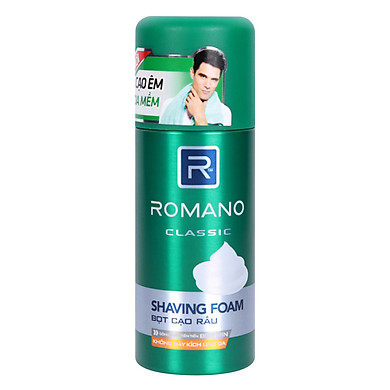 CẠO ÊM
DA MỀM
R
ROMANO
CLASSIC
SHAVING FOAM
BỌT CẠO RÂU
KHÔNG GÂY KÍCH ỨNG DA